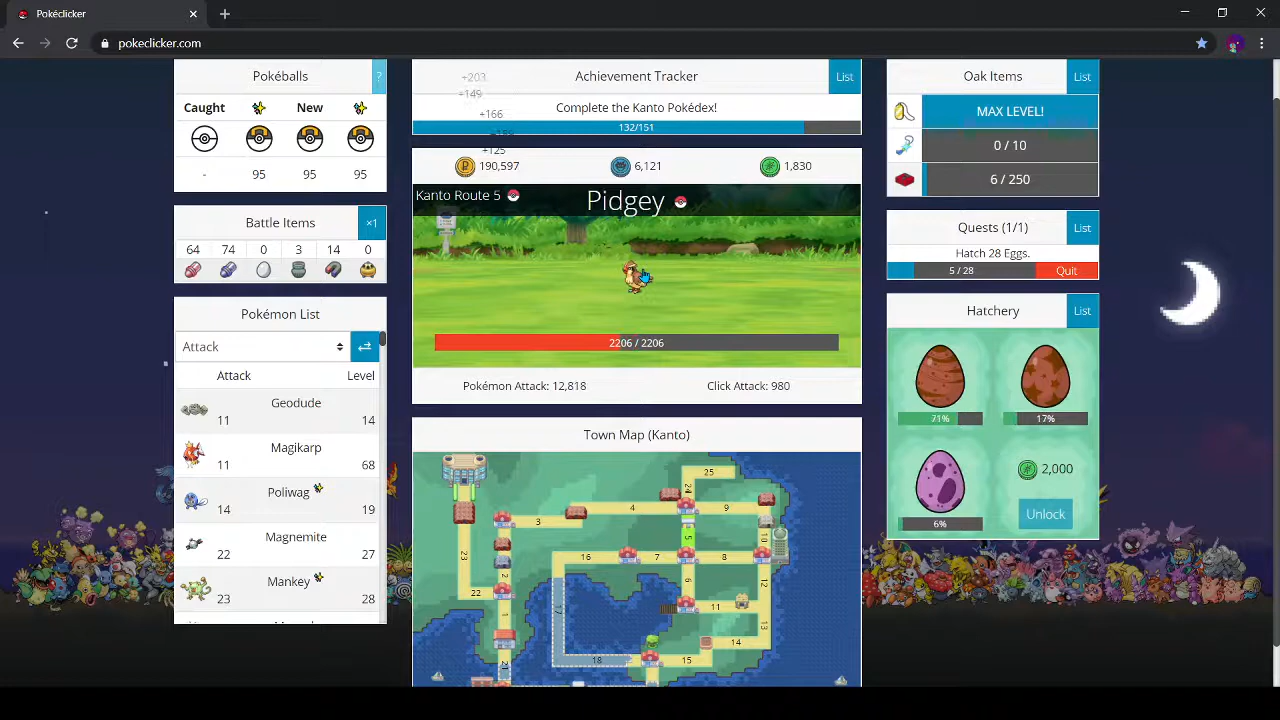 Pokéclicker
pokeclicker.com
Pokéballs
?
Caught New
- 95 95 95
Battle Items
×1
64 74 0 3 14 0
Pokémon List
Attack
Attack Level
Geodude
11 14
Magikarp
11 68
Poliwag
14 19
Magnemite
22 27
Mankey
23 28
Achievement Tracker
List
+203
+149
Complete the Kanto Pokédex!
+166
132/151
+125
190,597 6,121 1,830
Kanto Route 5
Pidgey
2206 / 2206
Pokémon Attack: 12,818 Click Attack: 980
Town Map (Kanto)
25
24
4 9
3
5 10
16 7 8
23 2 12
22 6
1 17 11
13
14
18 15
21
Oak Items
List
MAX LEVEL!
0 / 10
6 / 250
Quests (1/1)
List
Hatch 28 Eggs.
5 / 28
Quit
Hatchery
List
71% 17%
2,000
Unlock
6%